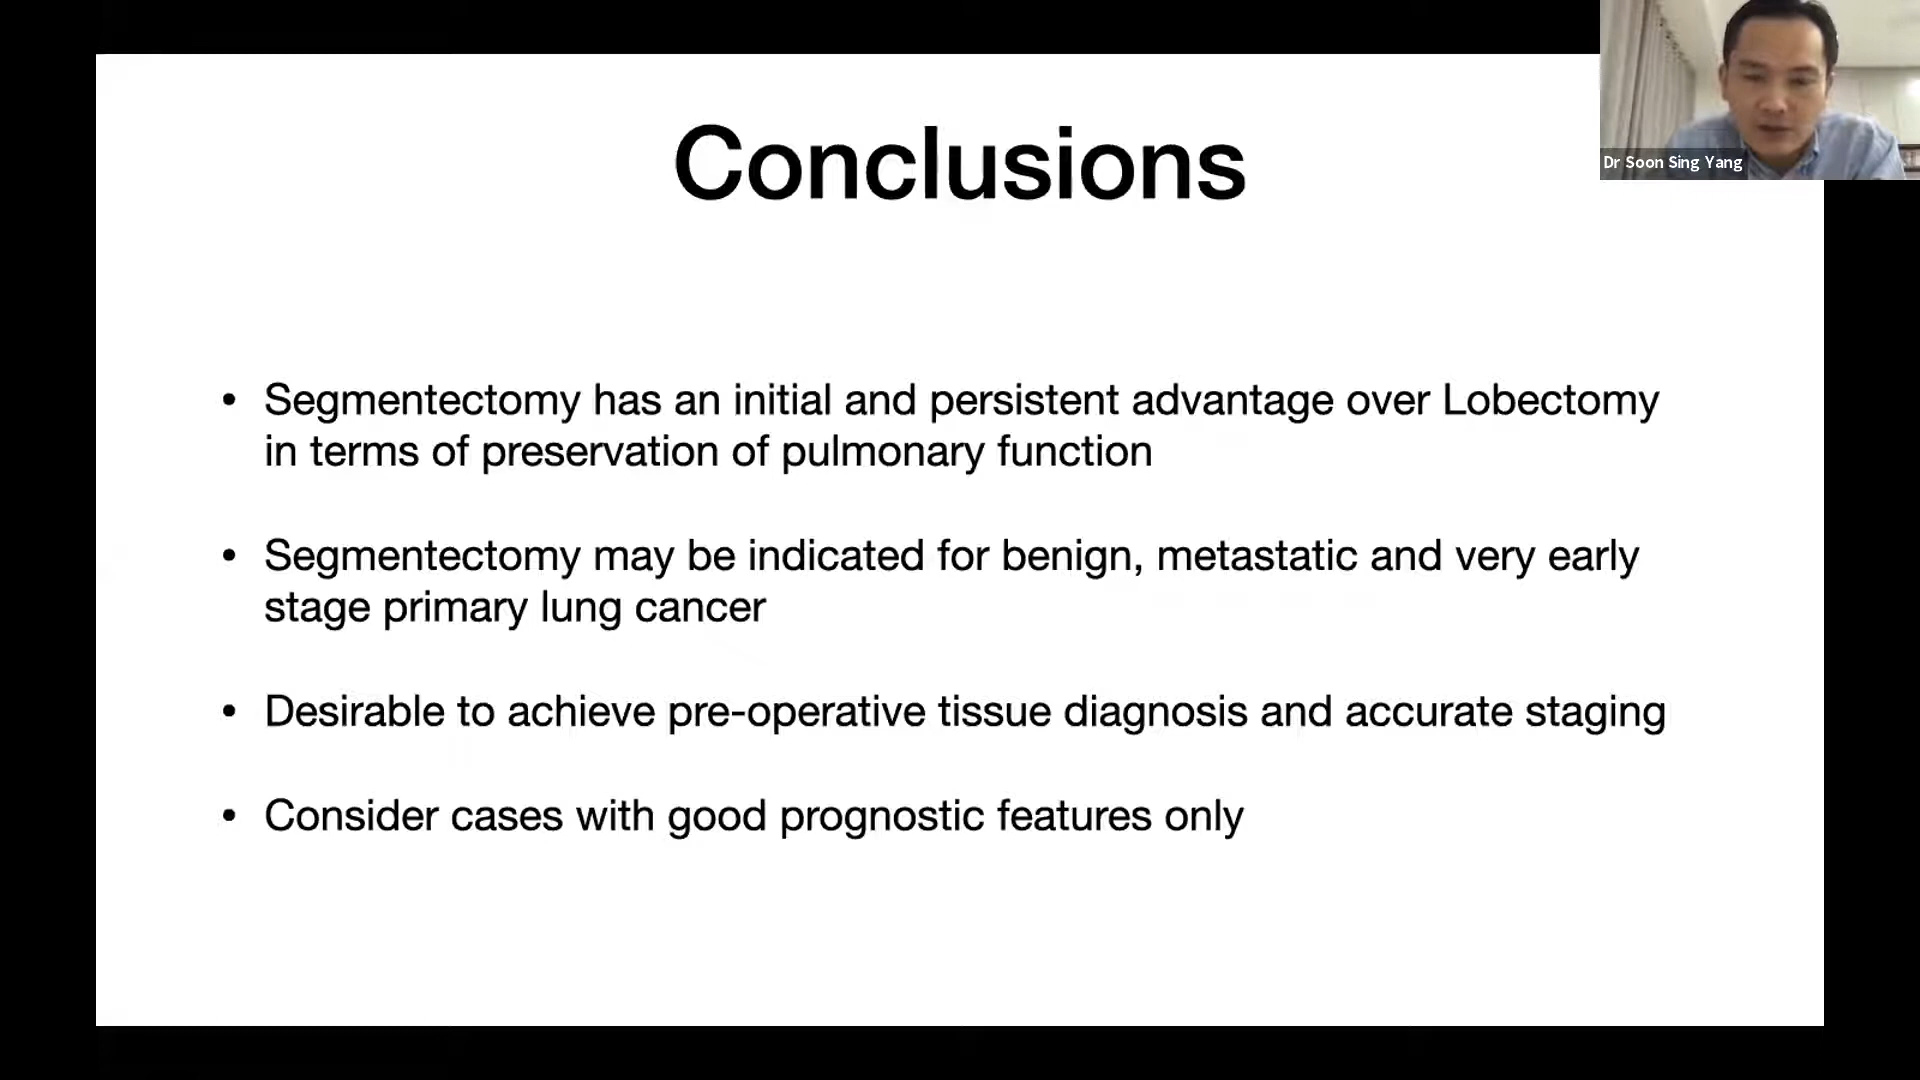 Conclusions
Dr Soon Sing Yang
• Segmentectomy has an initial and persistent advantage over Lobectomy
in terms of preservation of pulmonary function
• Segmentectomy may be indicated for benign, metastatic and very early
stage primary lung cancer
• Desirable to achieve pre-operative tissue diagnosis and accurate staging
• Consider cases with good prognostic features only